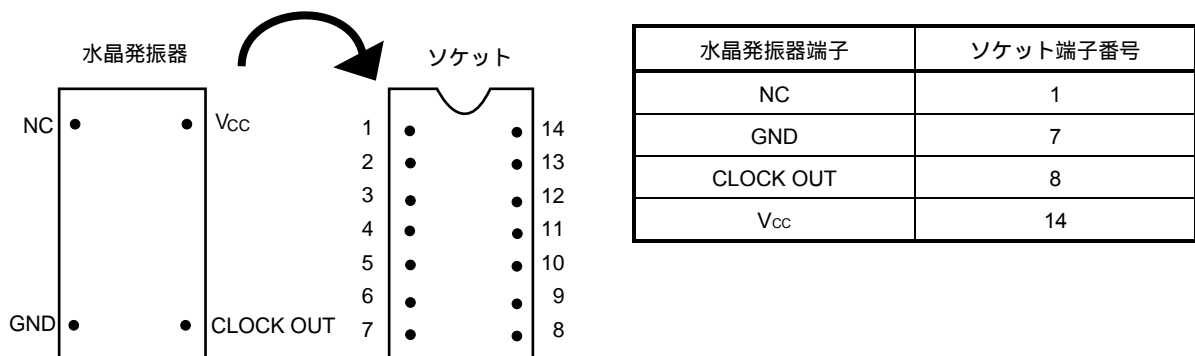 水晶発振器
ソケット
NC
Vcc
GND
CLOCK OUT
1
14
2
13
3
12
4
11
5
10
6
9
7
8
水晶発振器端子 ソケット端子番号
NC 1
GND 7
CLOCK OUT 8
Vcc 14